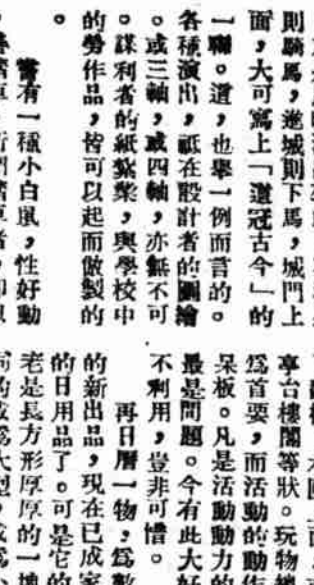 則騎馬，進城則下馬，城門上
面，大可寫上「道冠古今」的
一聯。道，也舉一例而言的。
各種演出，祗在設計者的圖繪
。或三軸，或四軸，亦無不可
。謀利者的紙紮業，與學校中
的勞作品，皆可以起而倣製的
。
嘗有一種小白鼠，性好動
亭台樓閣等狀。玩物
爲首要，而活動的動
呆板。凡是活動動力的
最是問題。今有此大好
不利用，豈非可惜。
再日曆一物，爲數
的新出品，現在已成家
的日用品了。可是它的
老是長方形厚厚的一塊